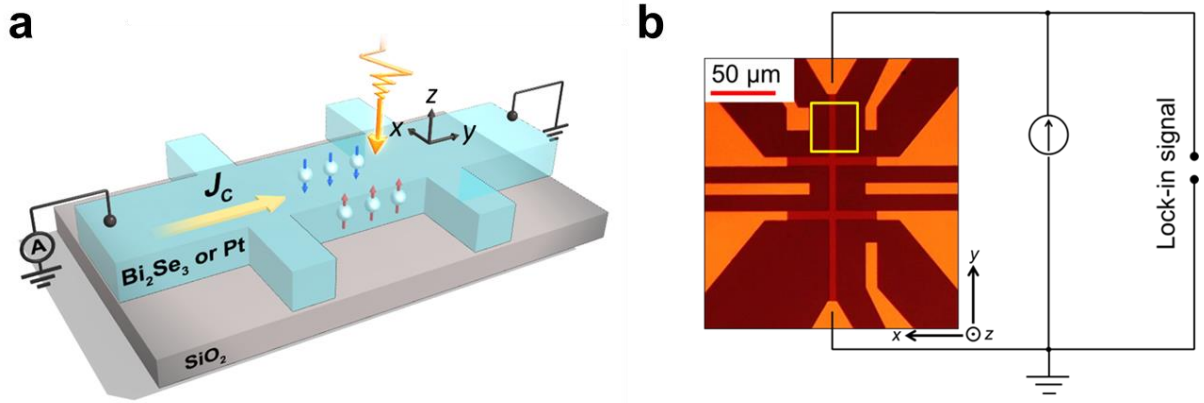 a
z
x
y
J_C
A
Bi₂Se₃ or Pt
SiO₂
b
50 μm
Lock-in signal
y
x
z